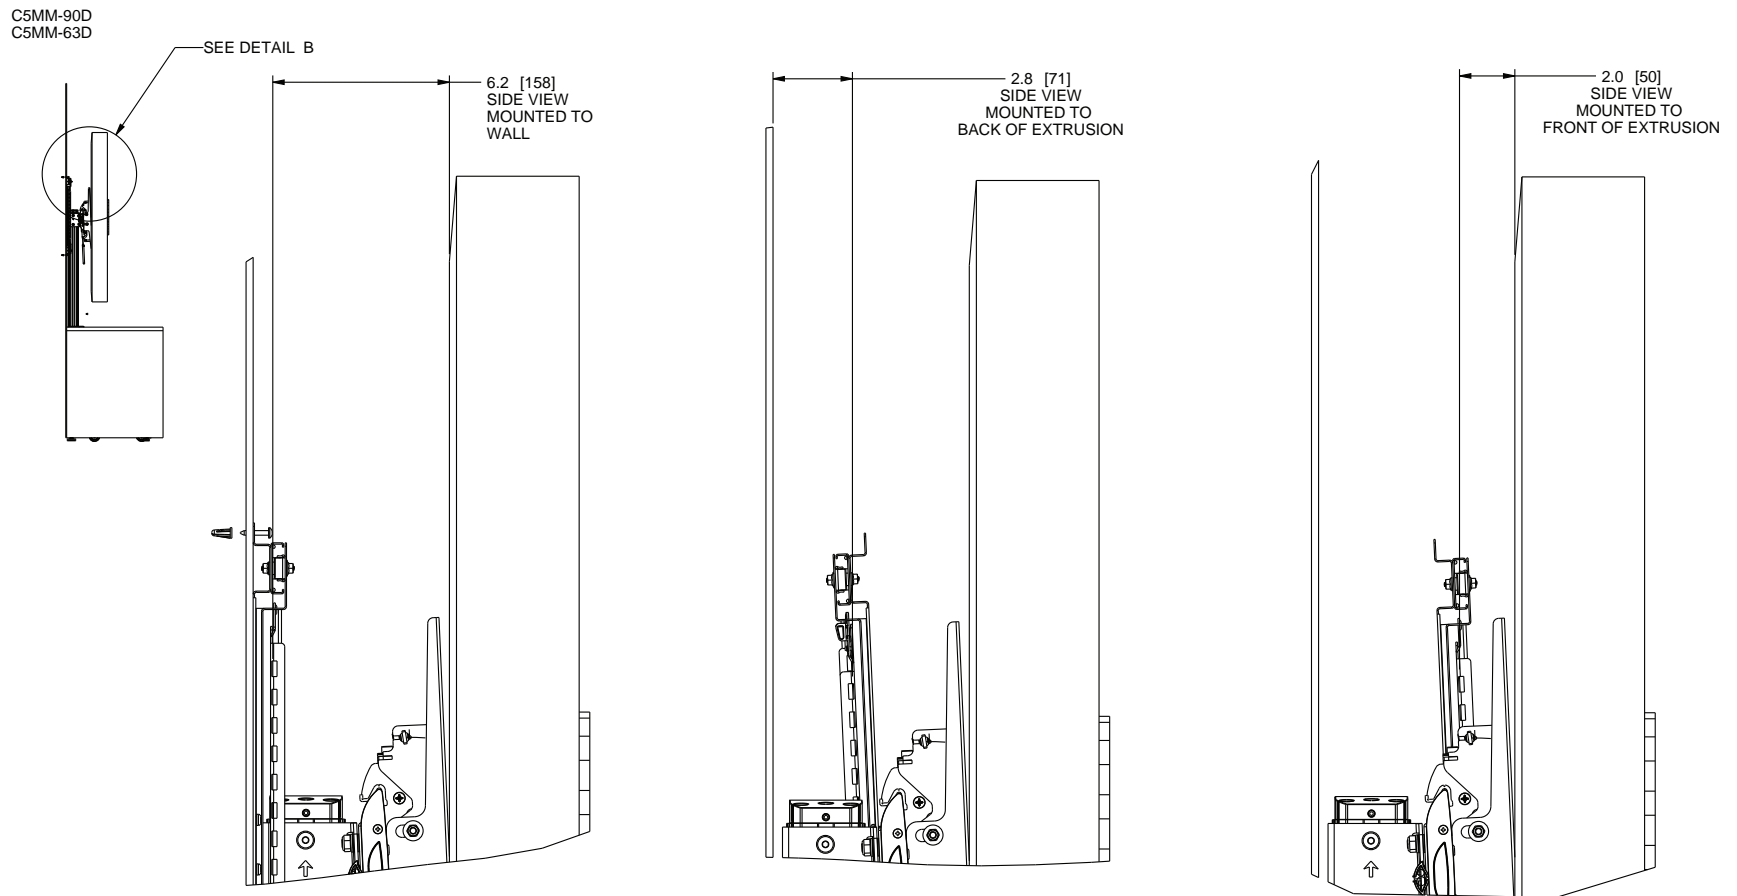 C5MM-90D
C5MM-63D
SEE DETAIL B
6.2 [158]
SIDE VIEW
MOUNTED TO
WALL
2.8 [71]
SIDE VIEW
MOUNTED TO
BACK OF EXTRUSION
2.0 [50]
SIDE VIEW
MOUNTED TO
FRONT OF EXTRUSION